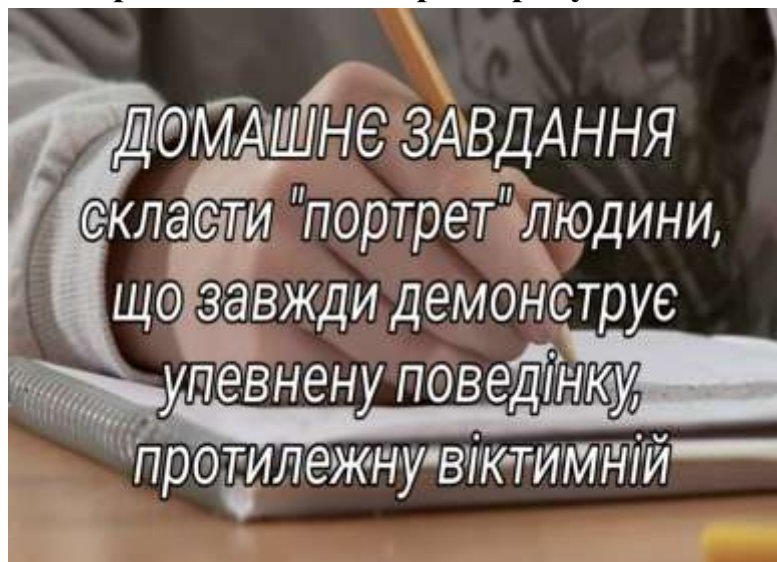 ДОМАШНЄ ЗАВДАННЯ
скласти "портрет" людини,
що завжди демонструє
упевнену поведінку,
протилежну віктимній